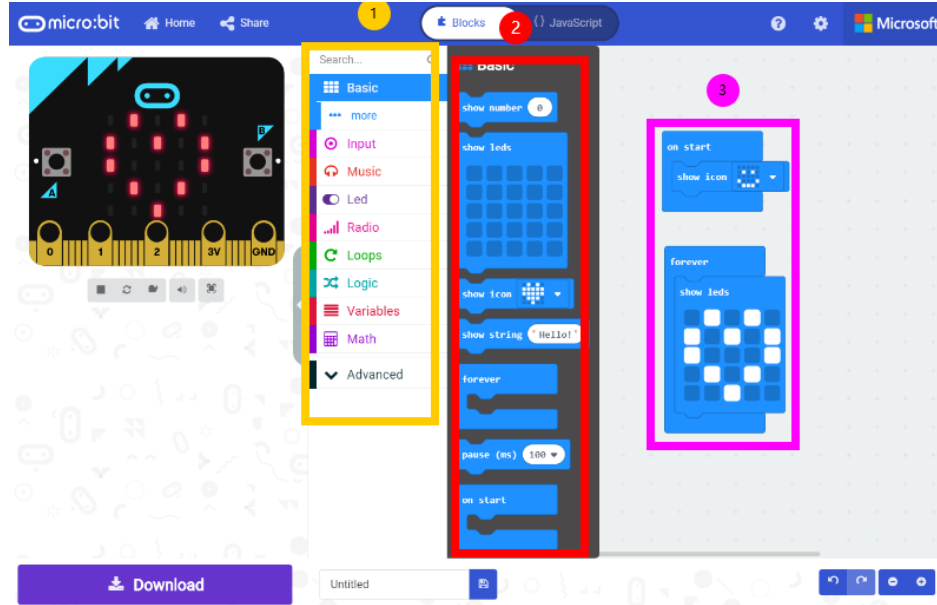 micro:bit
Home
Share
1
Blocks
2
{} JavaScript
Microsoft
Search...
Basic
more
Input
Music
Led
Radio
Loops
Logic
Variables
Math
Advanced
Basic
show number 0
show leds
show icon
show string "Hello!"
forever
pause (ms) 100
on start
3
on start
show icon
forever
show leds
A
B
0
1
2
3V
GND
Download
Untitled